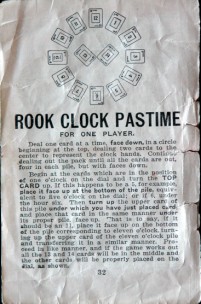 ROOK CLOCK PASTIME
FOR ONE PLAYER.
Deal one card at a time, face down, in a circle
beginning at the top, dealing two cards to the
center to represent the clock hands. Continue
dealing out the pack until all the cards are out,
four in each pile, but with faces down.
Begin at the cards which are in the position
of one o'clock on the dial and turn the TOP
CARD up. If this happens to be a 5, for example,
place it face up at the bottom of the pile, equiva-
lent to five o'clock on the dial; or if 6, under
the hour six. Then turn up the upper card of
the pile under which you have just placed card,
and place that card in the same manner under
its proper pile, face up. That is to say, if it
should be an 11, place it face up on the bottom
of the pile corresponding to eleven o'clock, turn-
ing up the upper card of the eleven o'clock pile
and transferring it in a similar manner. Pro-
ceed in like manner, and if the game works out
all the 13 and 14 cards will be in the middle and
the other cards will be properly placed on the
dial, as shown.
32